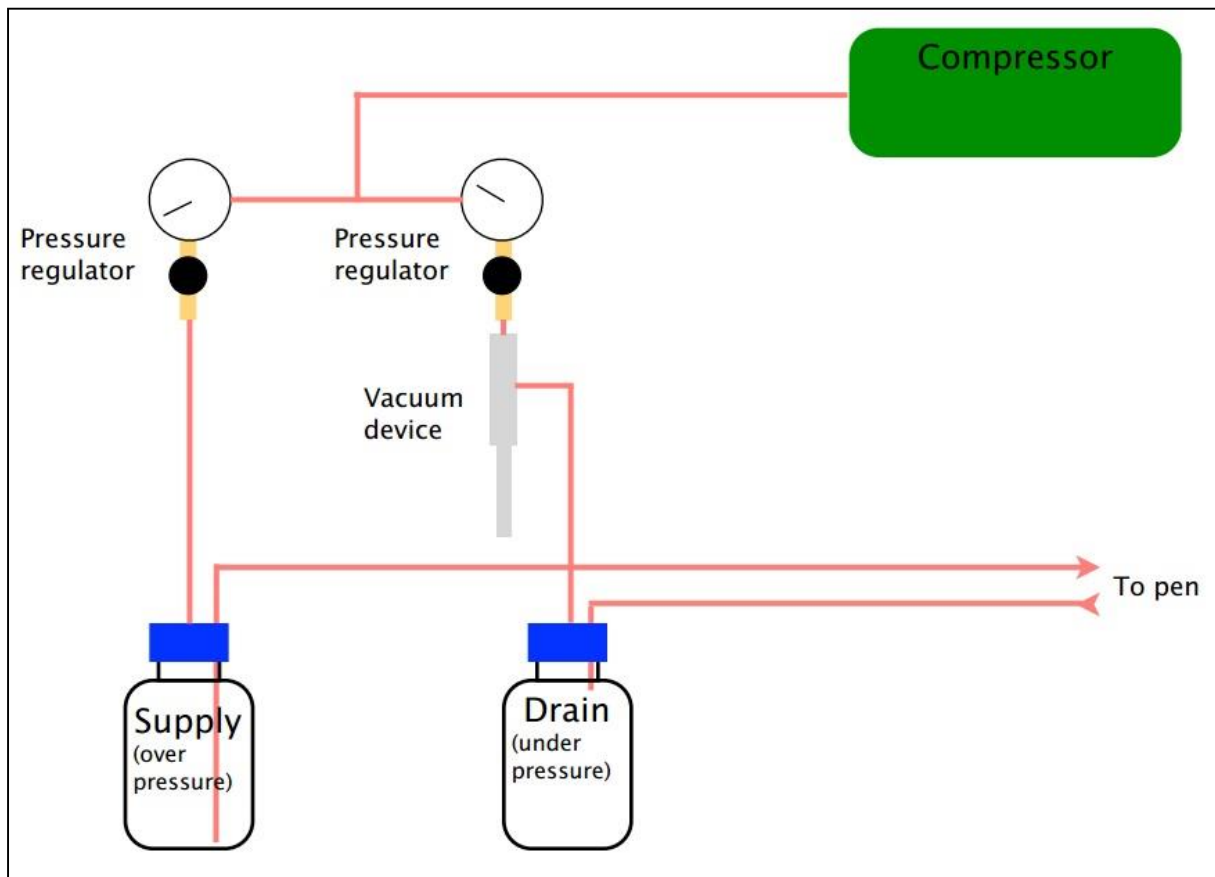 Compressor
Pressure
regulator
Pressure
regulator
Vacuum
device
To pen
Supply
(over
pressure)
Drain
(under
pressure)